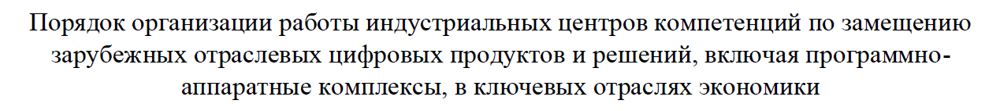 Порядок организации работы индустриальных центров компетенций по замещению
зарубежных отраслевых цифровых продуктов и решений, включая программно-
аппаратные комплексы, в ключевых отраслях экономики